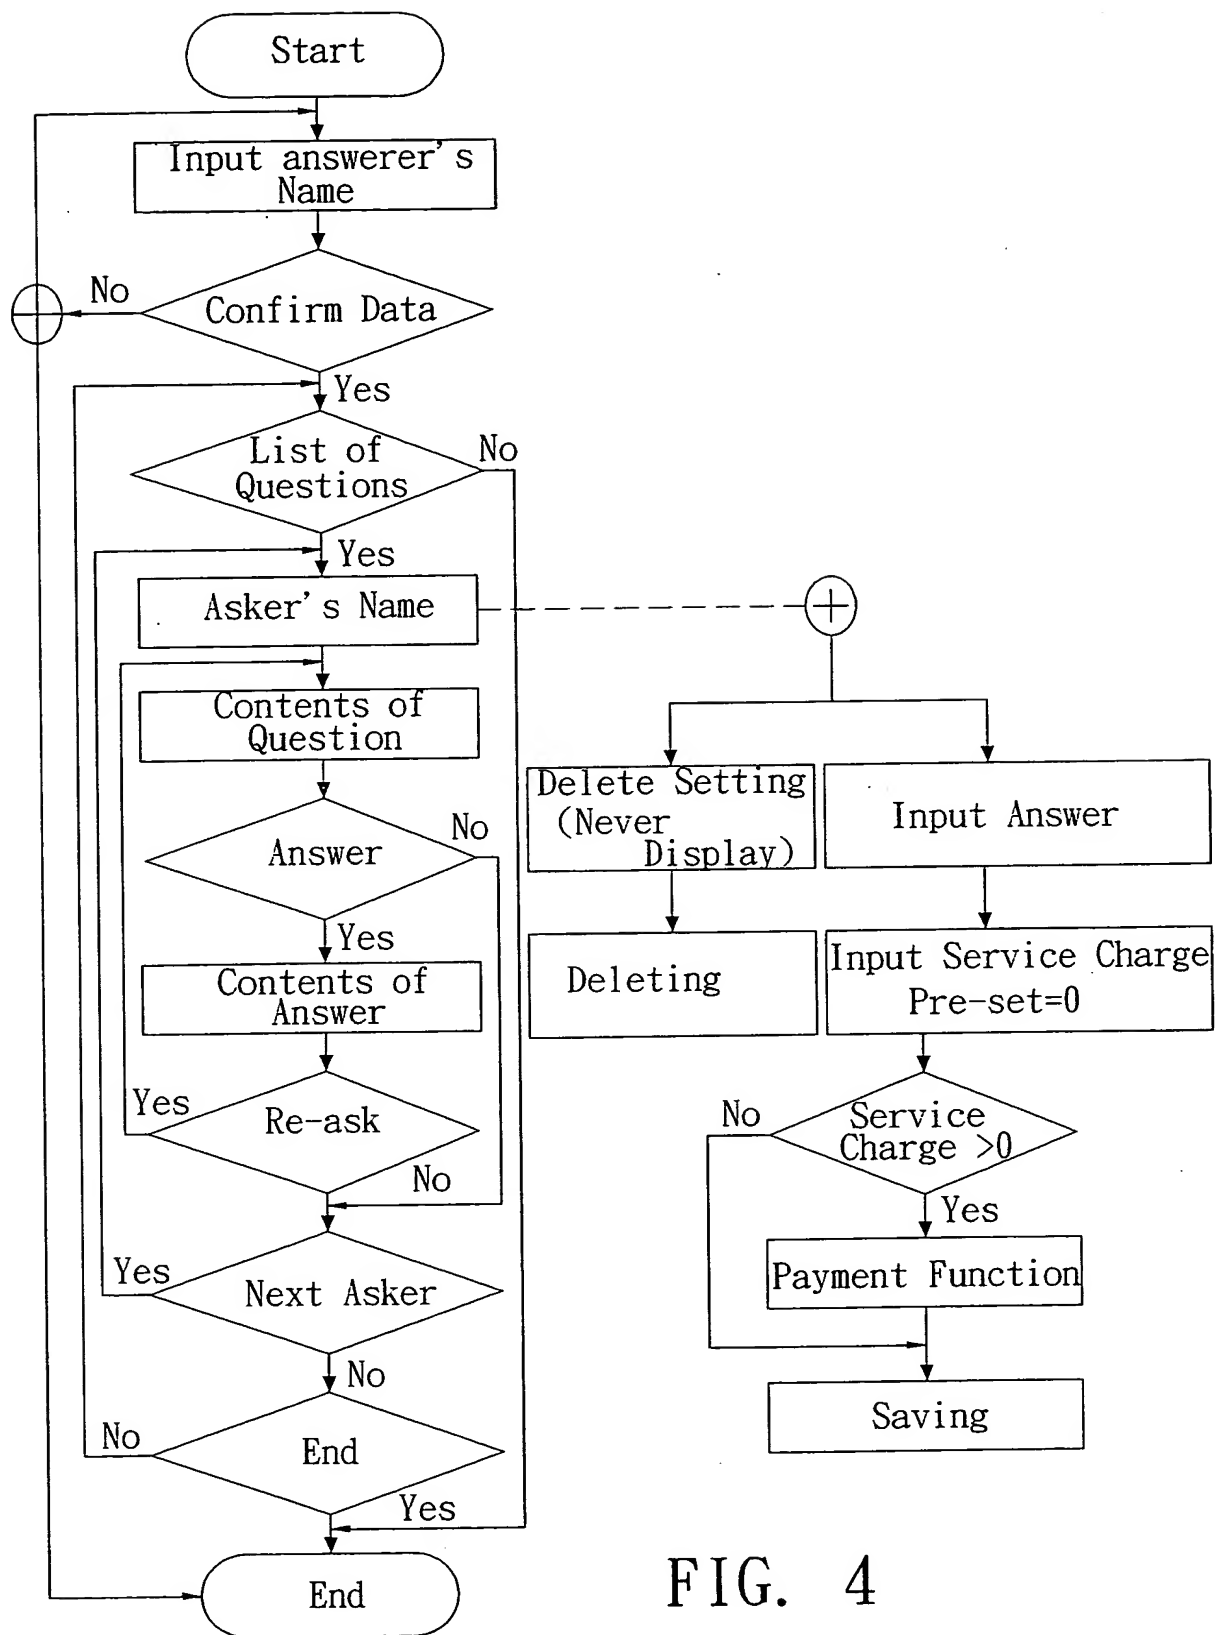 Start
Input answerer's
Name
No
Confirm Data
Yes
List of
Questions
No
Yes
Asker's Name
Contents of
Question
Answer
No
Yes
Contents of
Answer
Yes
Re-ask
No
Yes
Next Asker
No
No
End
Yes
End
Delete Setting
(Never
Display)
Deleting
Input Answer
Input Service Charge
Pre-set=0
No
Service
Charge >0
Yes
Payment Function
Saving
FIG. 4